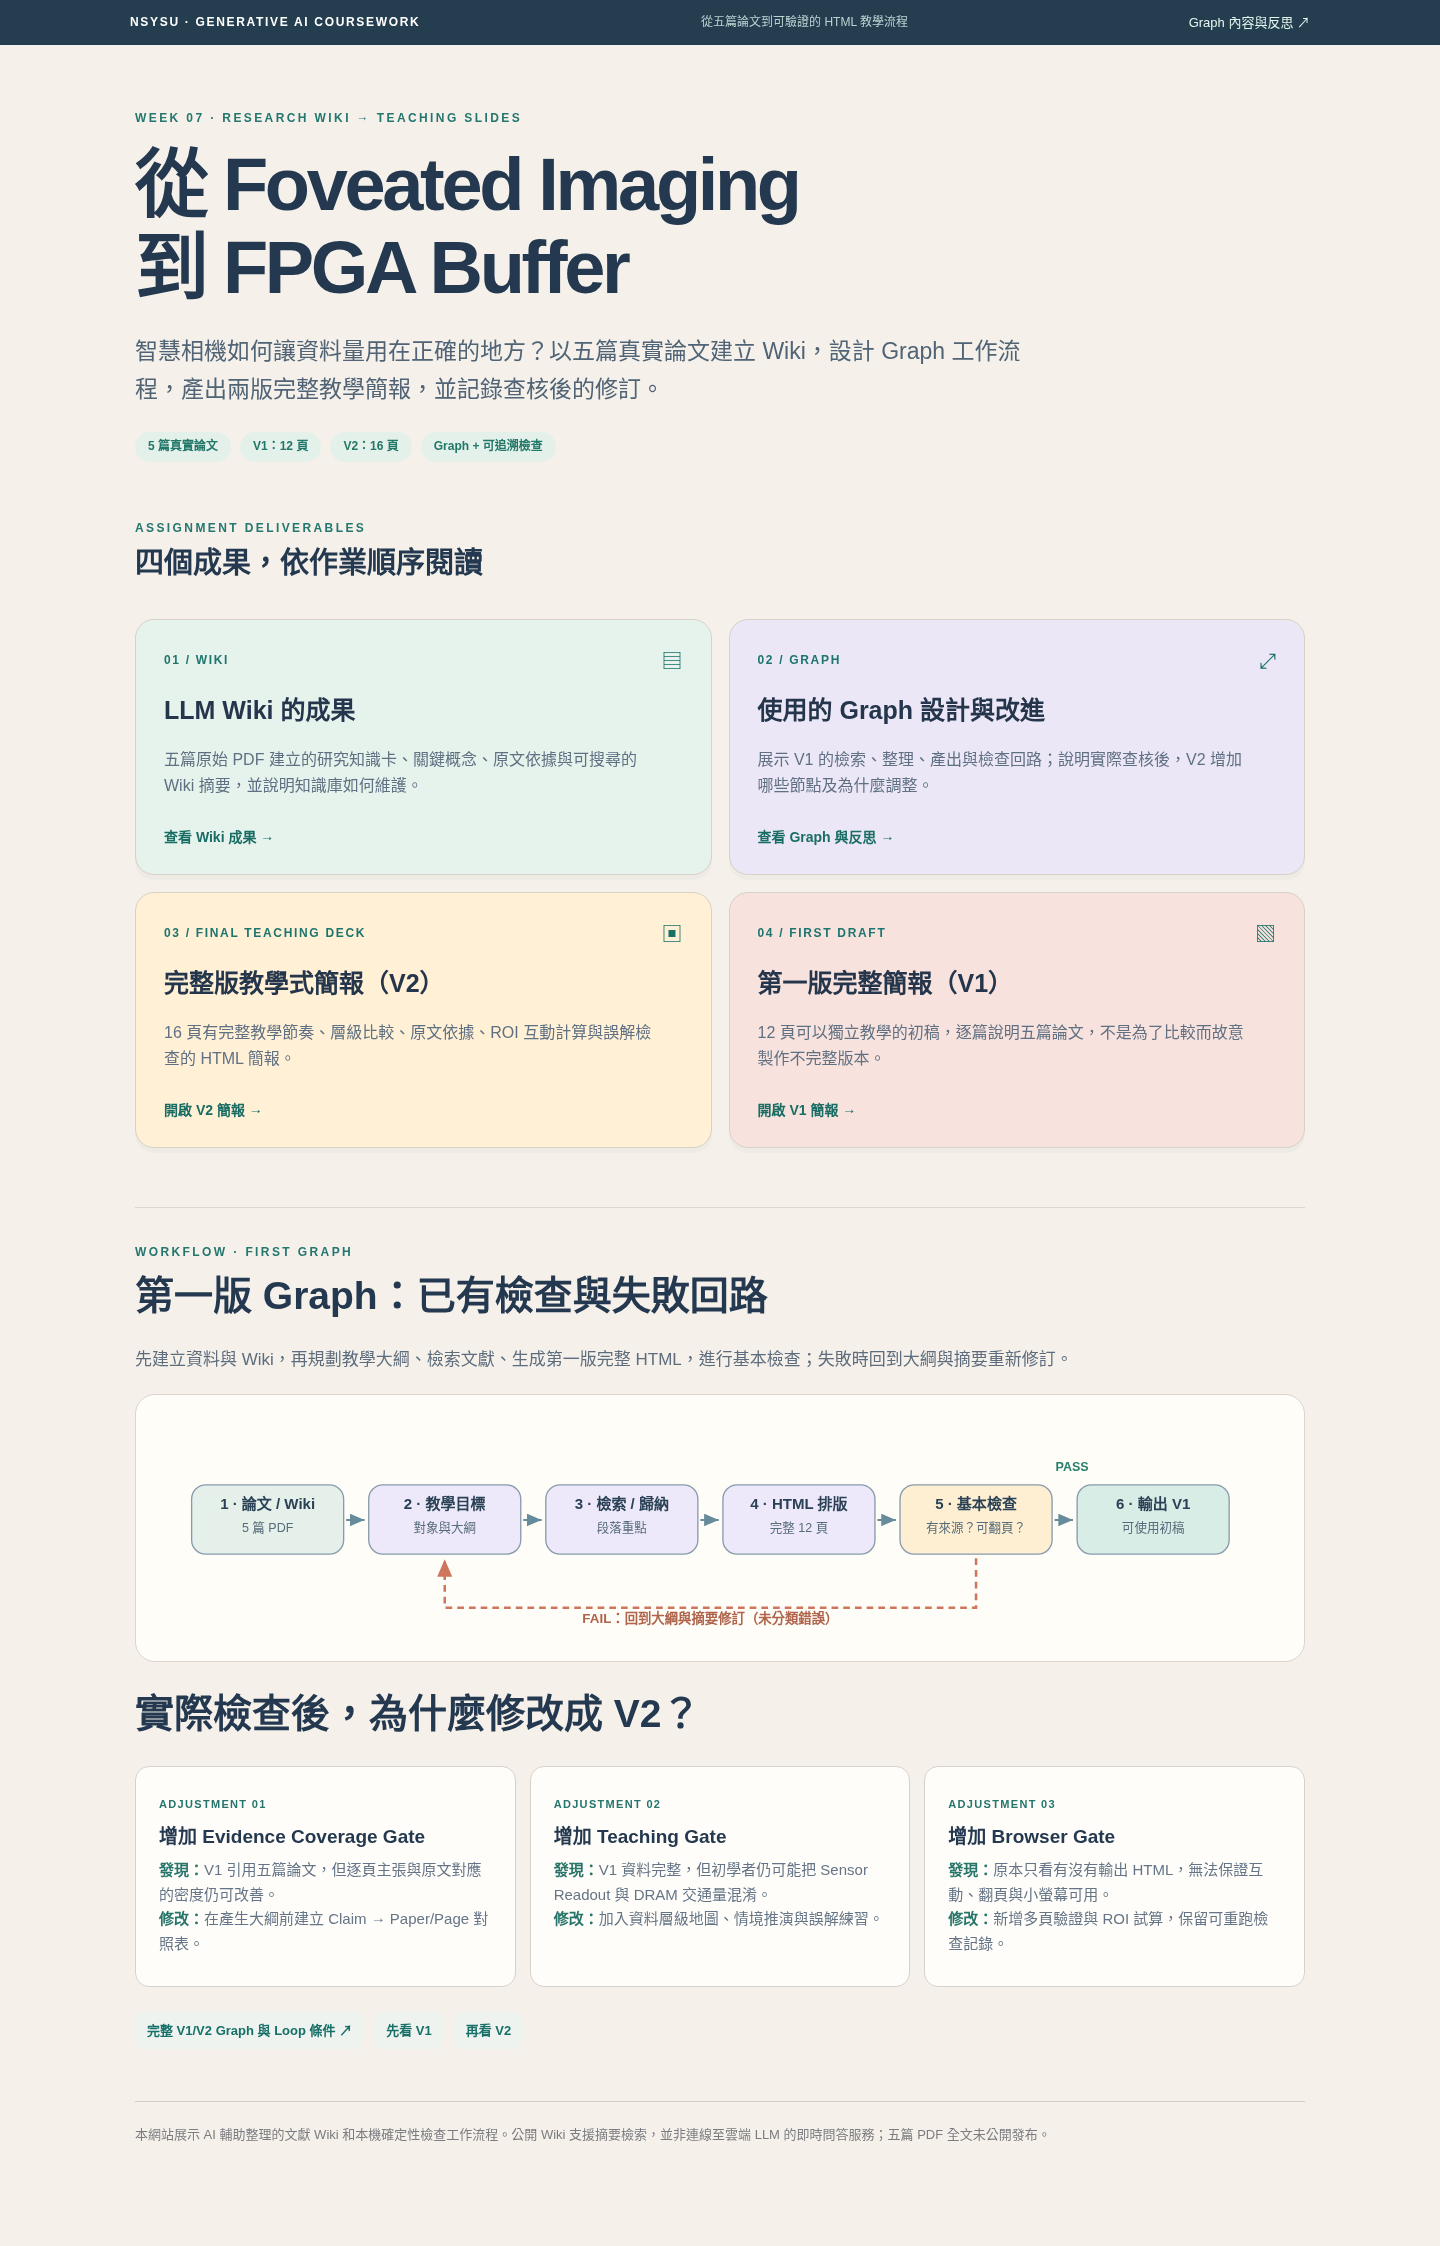 NSYSU · GENERATIVE AI COURSEWORK
從五篇論文到可驗證的 HTML 教學流程
Graph 內容與反思 ↗
WEEK 07 · RESEARCH WIKI → TEACHING SLIDES
從 Foveated Imaging
到 FPGA Buffer
智慧相機如何讓資料量用在正確的地方？以五篇真實論文建立 Wiki，設計 Graph 工作流
程，產出兩版完整教學簡報，並記錄查核後的修訂。
5 篇真實論文
V1：12 頁
V2：16 頁
Graph + 可追溯檢查
ASSIGNMENT DELIVERABLES
四個成果，依作業順序閱讀
01 / WIKI
LLM Wiki 的成果
五篇原始 PDF 建立的研究知識卡、關鍵概念、原文依據與可搜尋的
Wiki 摘要，並說明知識庫如何維護。
查看 Wiki 成果 →
02 / GRAPH
使用的 Graph 設計與改進
展示 V1 的檢索、整理、產出與檢查回路；說明實際查核後，V2 增加
哪些節點及為什麼調整。
查看 Graph 與反思 →
03 / FINAL TEACHING DECK
完整版教學式簡報（V2）
16 頁有完整教學節奏、層級比較、原文依據、ROI 互動計算與誤解檢
查的 HTML 簡報。
開啟 V2 簡報 →
04 / FIRST DRAFT
第一版完整簡報（V1）
12 頁可以獨立教學的初稿，逐篇說明五篇論文，不是為了比較而故意
製作不完整版本。
開啟 V1 簡報 →
WORKFLOW · FIRST GRAPH
第一版 Graph：已有檢查與失敗回路
先建立資料與 Wiki，再規劃教學大綱、檢索文獻、生成第一版完整 HTML，進行基本檢查；失敗時回到大綱與摘要重新修訂。
PASS
1 · 論文 / Wiki
5 篇 PDF
2 · 教學目標
對象與大綱
3 · 檢索 / 歸納
段落重點
4 · HTML 排版
完整 12 頁
5 · 基本檢查
有來源？可翻頁？
6 · 輸出 V1
可使用初稿
FAIL：回到大綱與摘要修訂（未分類錯誤）
實際檢查後，為什麼修改成 V2？
ADJUSTMENT 01
增加 Evidence Coverage Gate
發現：V1 引用五篇論文，但逐頁主張與原文對應
的密度仍可改善。
修改：在產生大綱前建立 Claim → Paper/Page 對
照表。
ADJUSTMENT 02
增加 Teaching Gate
發現：V1 資料完整，但初學者仍可能把 Sensor
Readout 與 DRAM 交通量混淆。
修改：加入資料層級地圖、情境推演與誤解練習。
ADJUSTMENT 03
增加 Browser Gate
發現：原本只看有沒有輸出 HTML，無法保證互
動、翻頁與小螢幕可用。
修改：新增多頁驗證與 ROI 試算，保留可重跑檢
查記錄。
完整 V1/V2 Graph 與 Loop 條件 ↗
先看 V1
再看 V2
本網站展示 AI 輔助整理的文獻 Wiki 和本機確定性檢查工作流程。公開 Wiki 支援摘要檢索，並非連線至雲端 LLM 的即時問答服務；五篇 PDF 全文未公開發布。